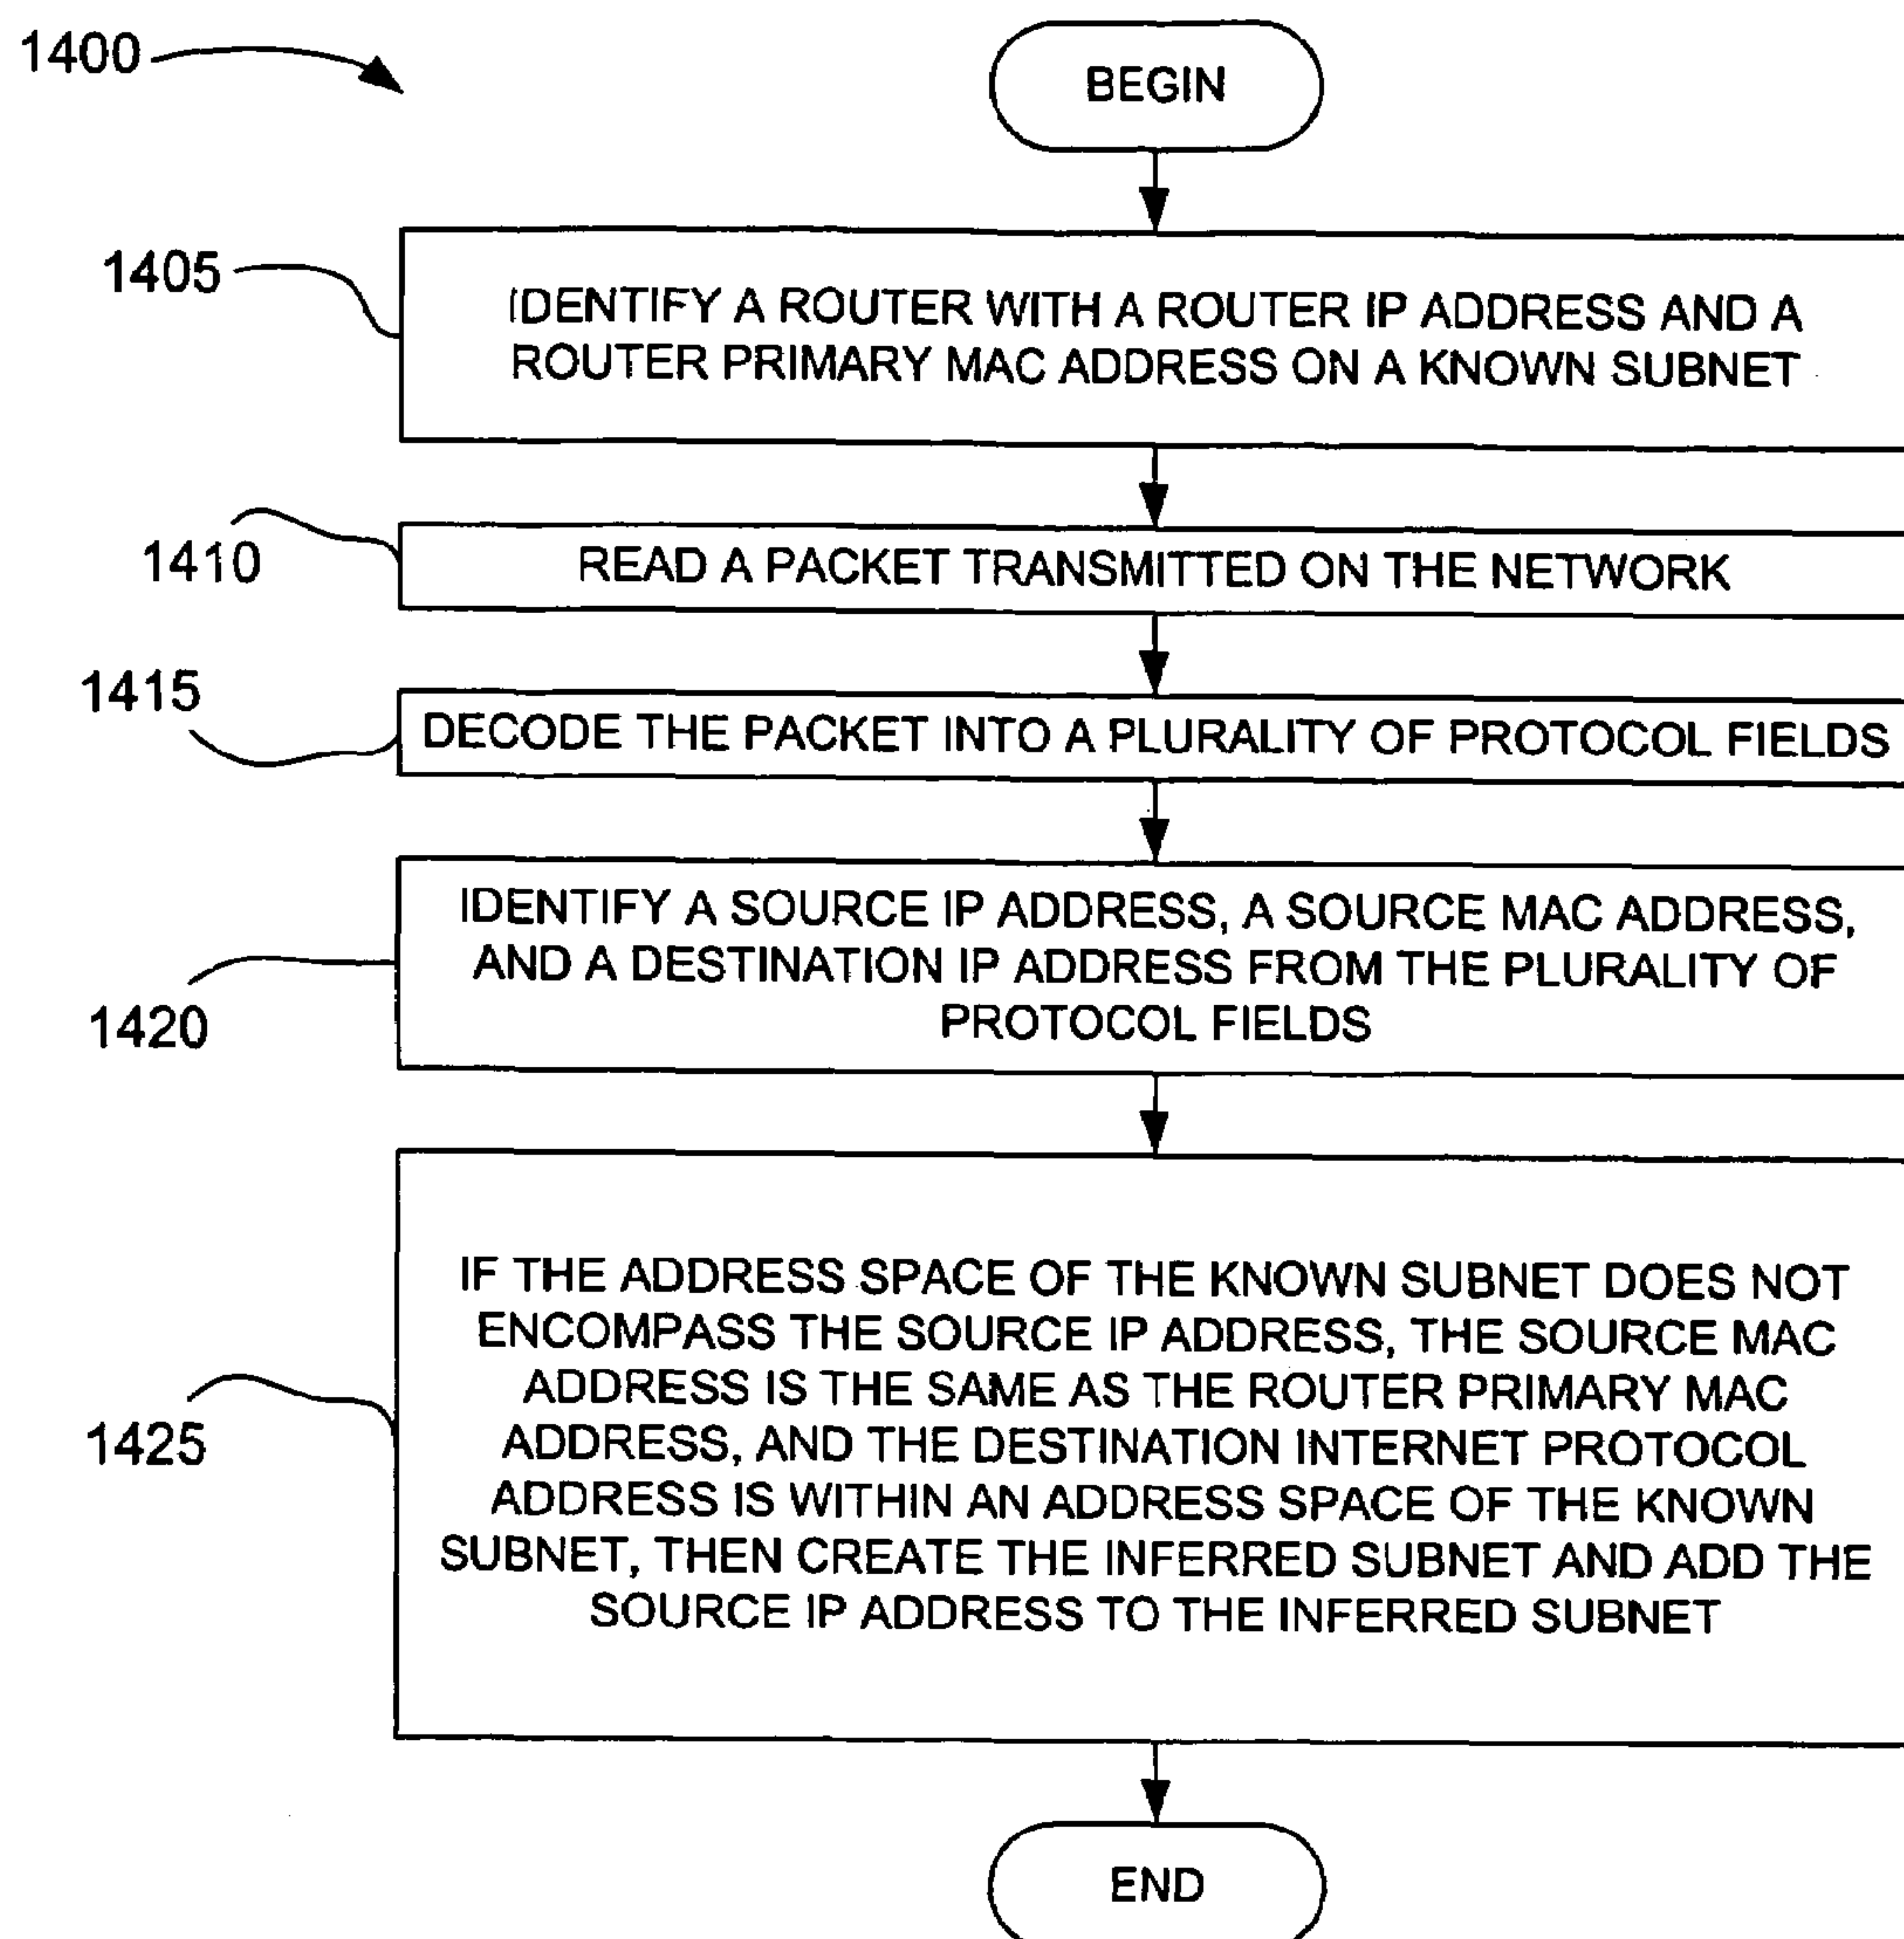 1400
BEGIN
1405
IDENTIFY A ROUTER WITH A ROUTER IP ADDRESS AND A
ROUTER PRIMARY MAC ADDRESS ON A KNOWN SUBNET
1410
READ A PACKET TRANSMITTED ON THE NETWORK
1415
DECODE THE PACKET INTO A PLURALITY OF PROTOCOL FIELDS
1420
IDENTIFY A SOURCE IP ADDRESS, A SOURCE MAC ADDRESS,
AND A DESTINATION IP ADDRESS FROM THE PLURALITY OF
PROTOCOL FIELDS
1425
IF THE ADDRESS SPACE OF THE KNOWN SUBNET DOES NOT
ENCOMPASS THE SOURCE IP ADDRESS, THE SOURCE MAC
ADDRESS IS THE SAME AS THE ROUTER PRIMARY MAC
ADDRESS, AND THE DESTINATION INTERNET PROTOCOL
ADDRESS IS WITHIN AN ADDRESS SPACE OF THE KNOWN
SUBNET, THEN CREATE THE INFERRED SUBNET AND ADD THE
SOURCE IP ADDRESS TO THE INFERRED SUBNET
END